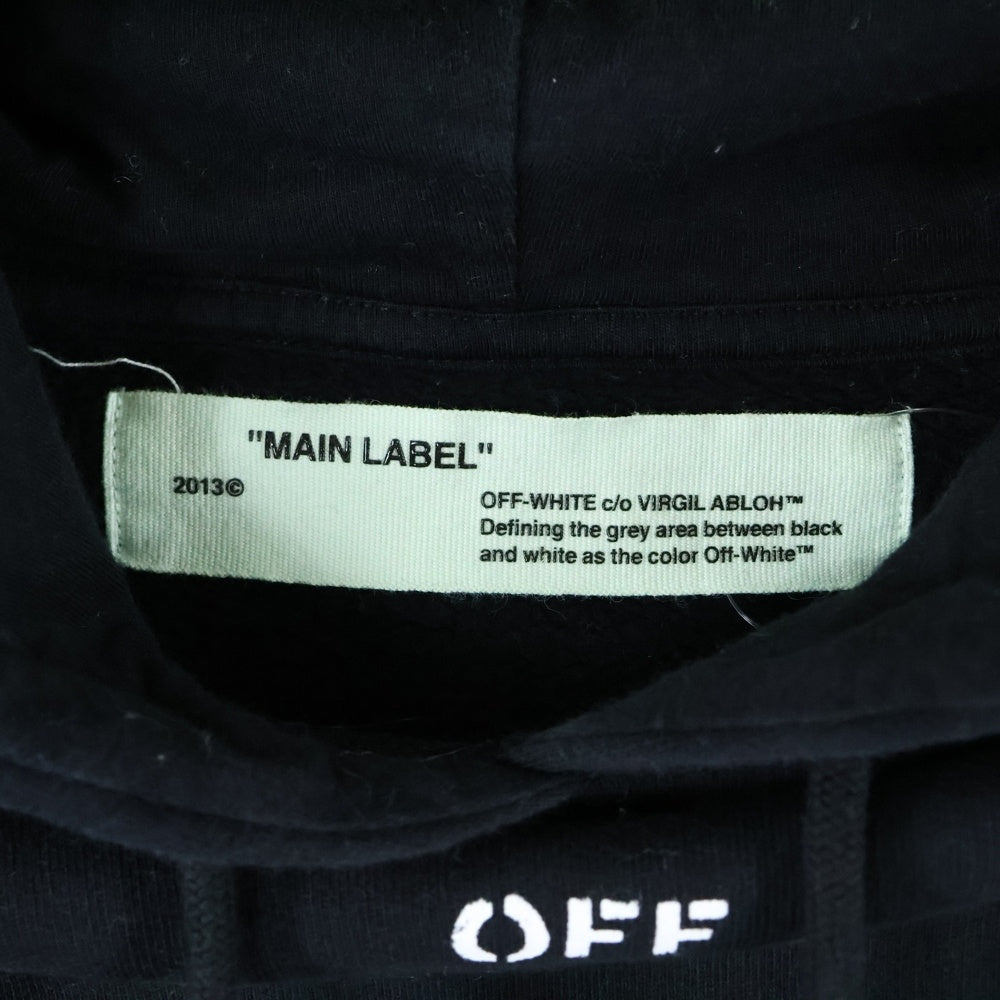 "MAIN LABEL"
2013©
OFF-WHITE c/o VIRGIL ABLOH™
Defining the grey area between black
and white as the color Off-White™
OFF